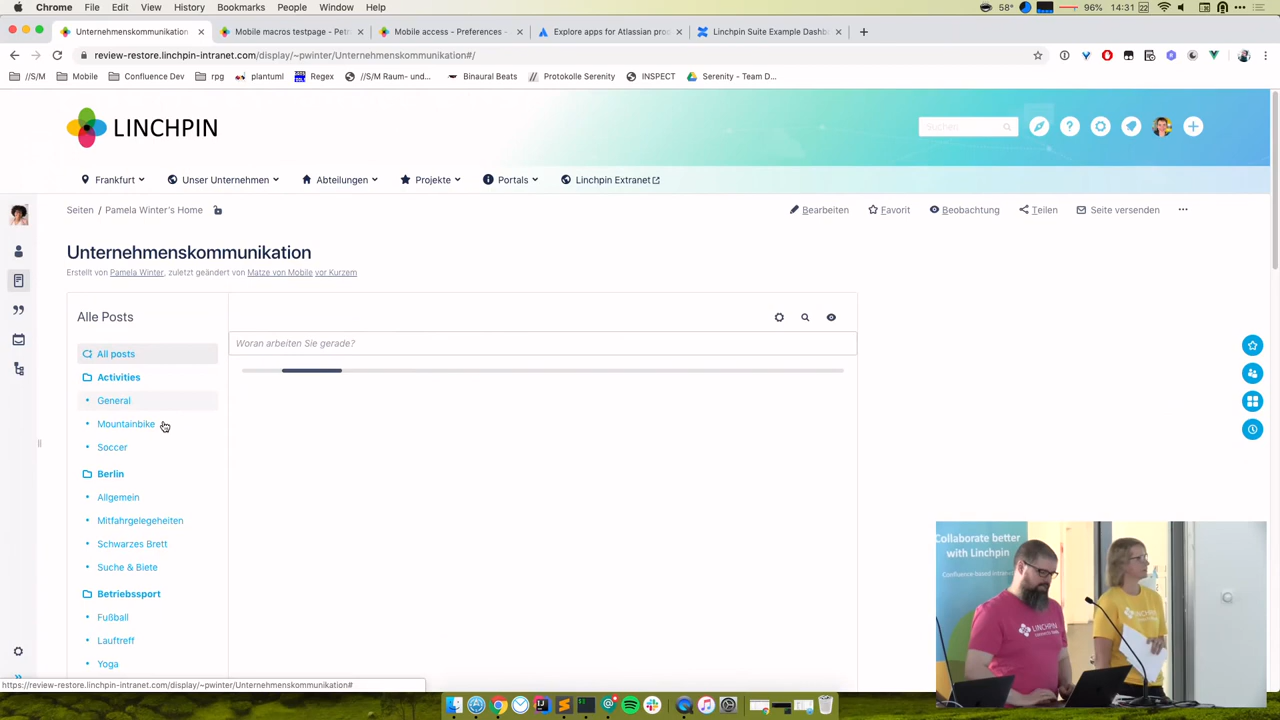 Chrome File Edit View History Bookmarks People Window Help
58° 96% 14:31 22
Unternehmenskommunikation
Mobile macros testpage - Petr
Mobile access - Preferences -
Explore apps for Atlassian proc
Linchpin Suite Example Dashb
review-restore.linchpin-intranet.com/display/~pwinter/Unternehmenskommunikation#/
//S/M Mobile Confluence Dev rpg plantuml Regex //S/M Raum- und... Binaural Beats Protokolle Serenity INSPECT Serenity - Team D...
LINCHPIN
Suchen
Frankfurt Unser Unternehmen Abteilungen Projekte Portals Linchpin Extranet
Seiten / Pamela Winter's Home
Bearbeiten Favorit Beobachtung Teilen Seite versenden
Unternehmenskommunikation
Erstellt von Pamela Winter, zuletzt geändert von Matze von Mobile vor Kurzem
Alle Posts
Woran arbeiten Sie gerade?
All posts
Activities
General
Mountainbike
Soccer
Berlin
Allgemein
Mitfahrgelegeheiten
Schwarzes Brett
Suche & Biete
Betriebssport
Fußball
Lauftreff
Yoga
https://review-restore.linchpin-intranet.com/display/~pwinter/Unternehmenskommunikation#
Collaborate better
with Linchpin
LINCHPIN
LINCHPIN